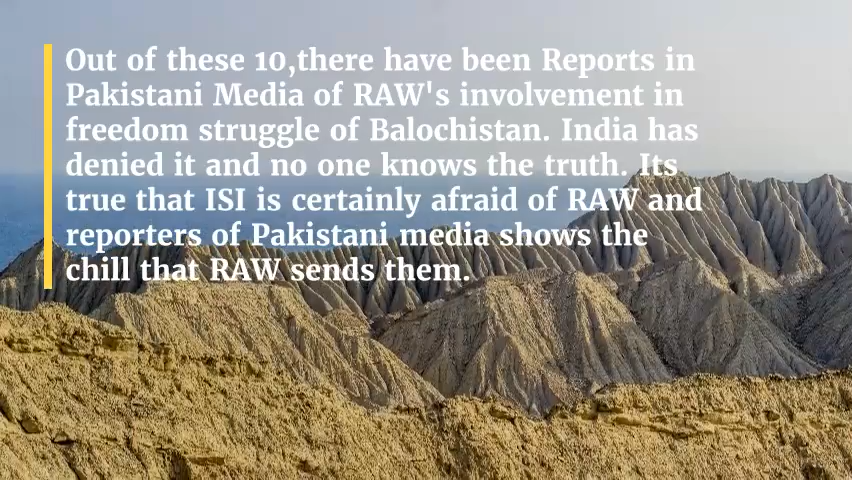 Out of these 10,there have been Reports in
Pakistani Media of RAW's involvement in
freedom struggle of Balochistan. India has
denied it and no one knows the truth. Its
true that ISI is certainly afraid of RAW and
reporters of Pakistani media shows the
chill that RAW sends them.